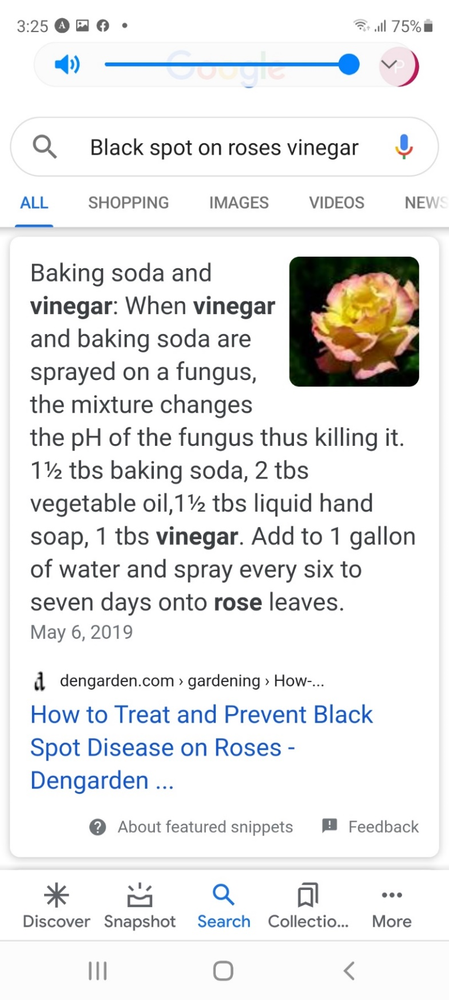 3:25 A 75%
Google P
Black spot on roses vinegar
ALL SHOPPING IMAGES VIDEOS NEWS
Baking soda and
vinegar: When vinegar
and baking soda are
sprayed on a fungus,
the mixture changes
the pH of the fungus thus killing it.
1½ tbs baking soda, 2 tbs
vegetable oil,1½ tbs liquid hand
soap, 1 tbs vinegar. Add to 1 gallon
of water and spray every six to
seven days onto rose leaves.
May 6, 2019
dengarden.com › gardening › How-...
How to Treat and Prevent Black
Spot Disease on Roses -
Dengarden ...
About featured snippets Feedback
Discover Snapshot Search Collectio... More